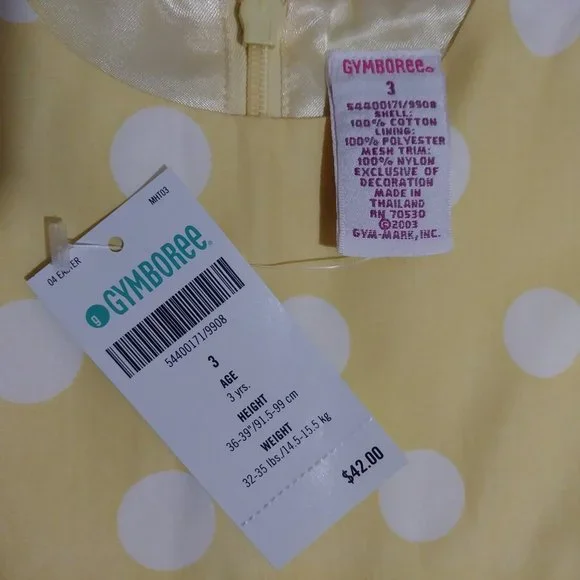 GYMBOREE®
3
54400171/9908
SHELL:
100% COTTON
LINING:
100% POLYESTER
MESH TRIM:
100% NYLON
EXCLUSIVE OF
DECORATION
MADE IN
THAILAND
RN 70530
©2003
GYM-MARK, INC.
MHT03
04 EASTER
g GYMBOREE®
54400171/9908
3
AGE
3 yrs.
HEIGHT
36-39"/91.5-99 cm
WEIGHT
32-35 lbs./14.5-15.5 kg
$42.00